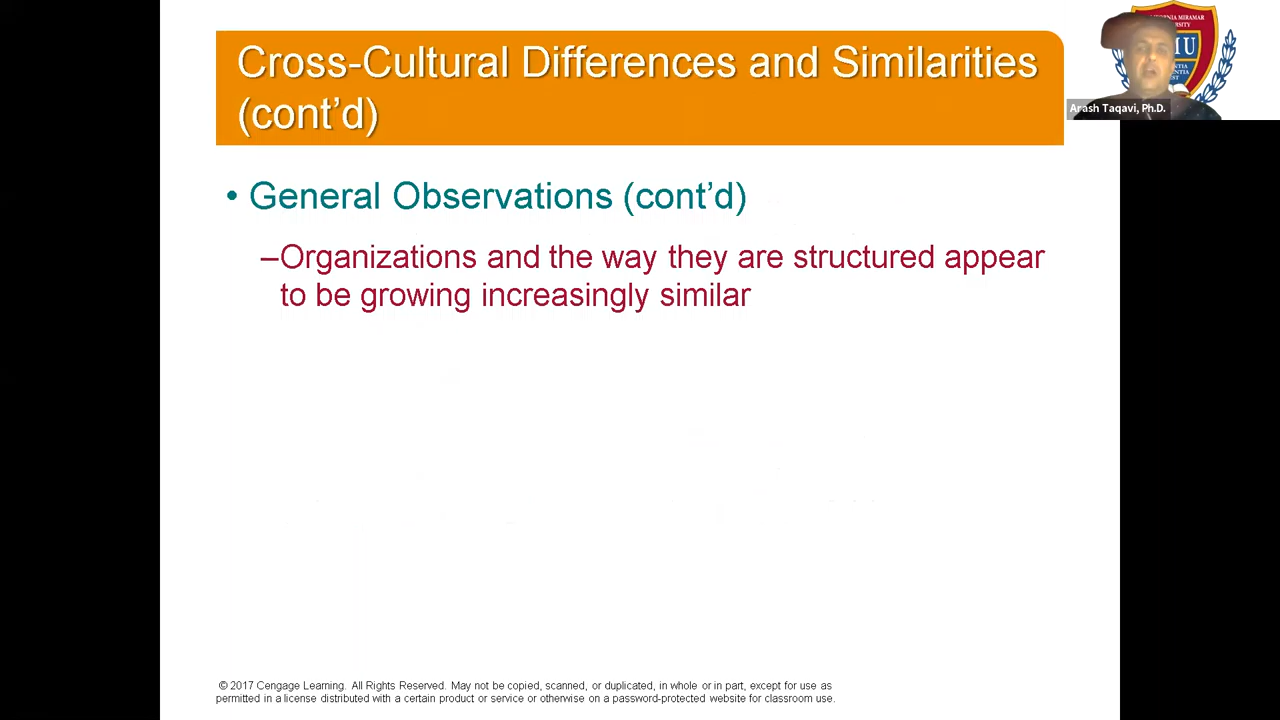 Cross-Cultural Differences and Similarities
(cont’d)
• General Observations (cont’d)
–Organizations and the way they are structured appear
to be growing increasingly similar
Arash Taqavi, Ph.D.
© 2017 Cengage Learning. All Rights Reserved. May not be copied, scanned, or duplicated, in whole or in part, except for use as
permitted in a license distributed with a certain product or service or otherwise on a password-protected website for classroom use.